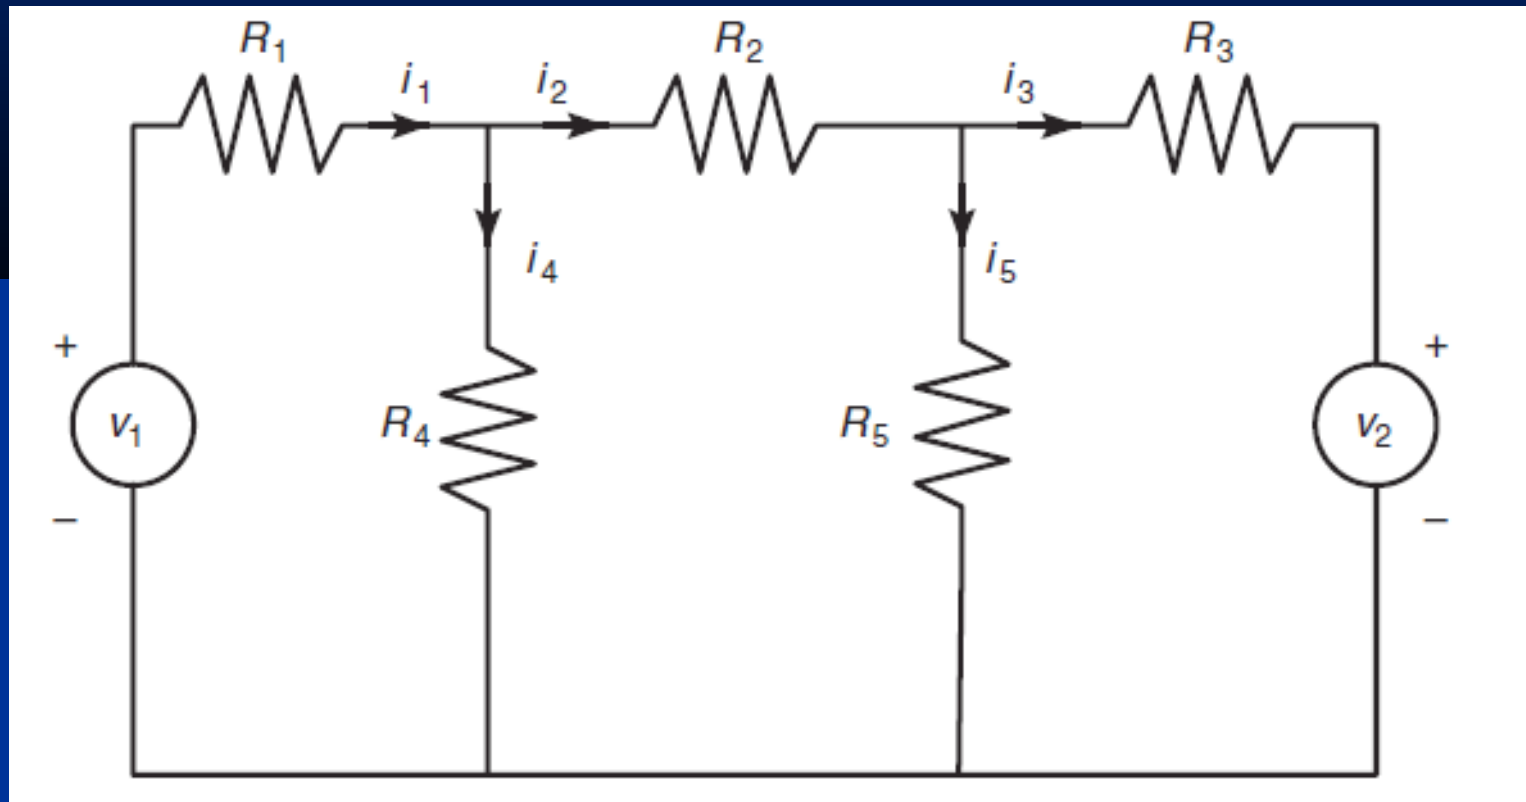 R₁ R₂ R₃
i₁ i₂ i₃
i₄ i₅
+ +
R₄ R₅
v₁ v₂
− −